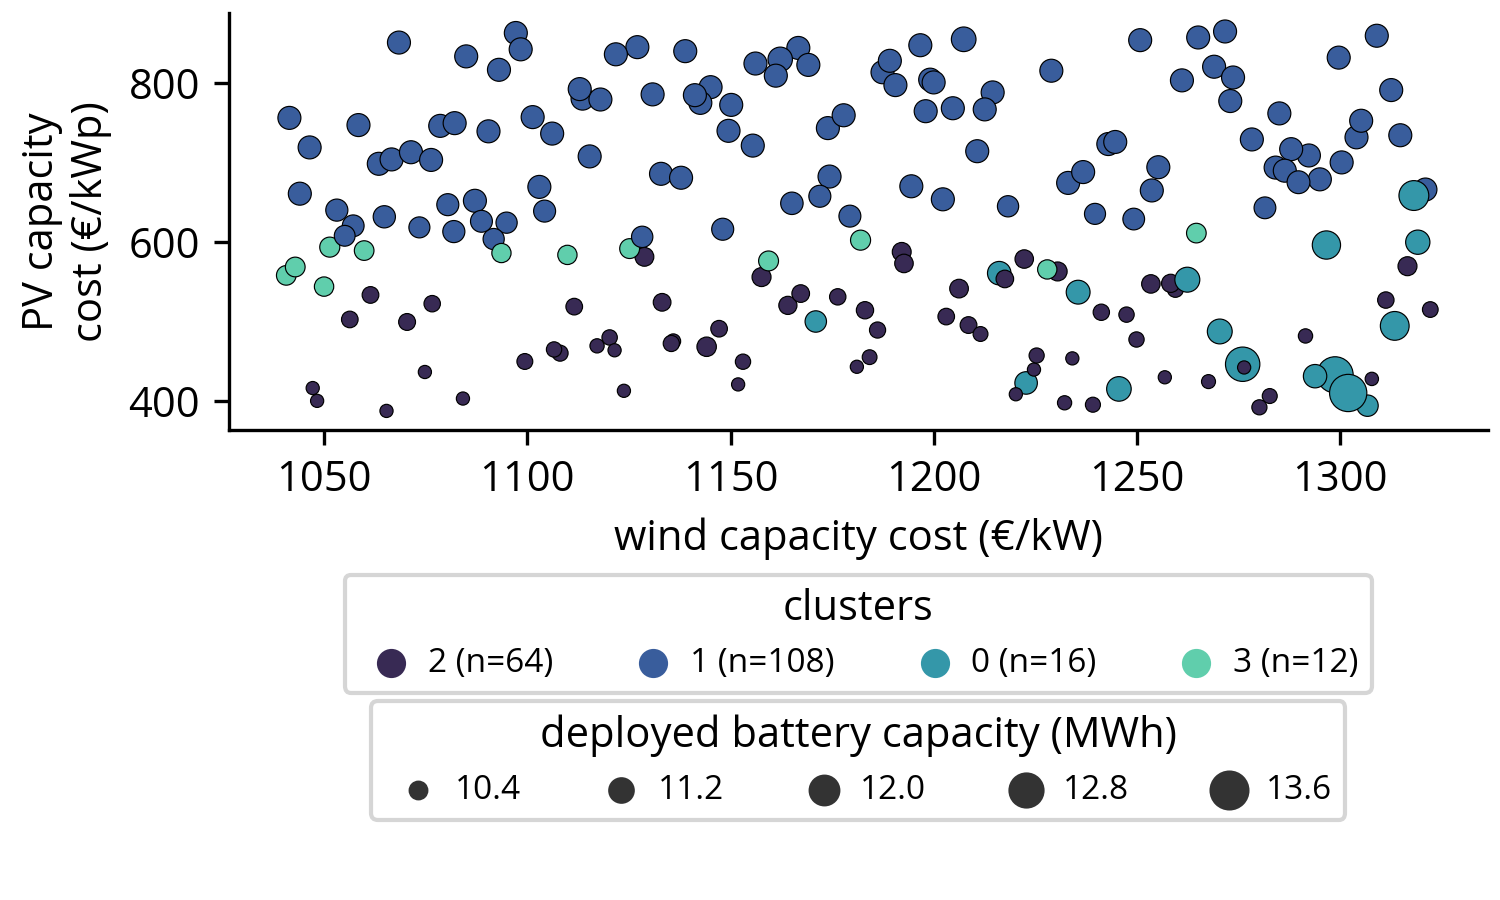 PV capacity
cost (€/kWp)
800
600
400
1050 1100 1150 1200 1250 1300
wind capacity cost (€/kW)
clusters
2 (n=64) 1 (n=108) 0 (n=16) 3 (n=12)
deployed battery capacity (MWh)
10.4 11.2 12.0 12.8 13.6